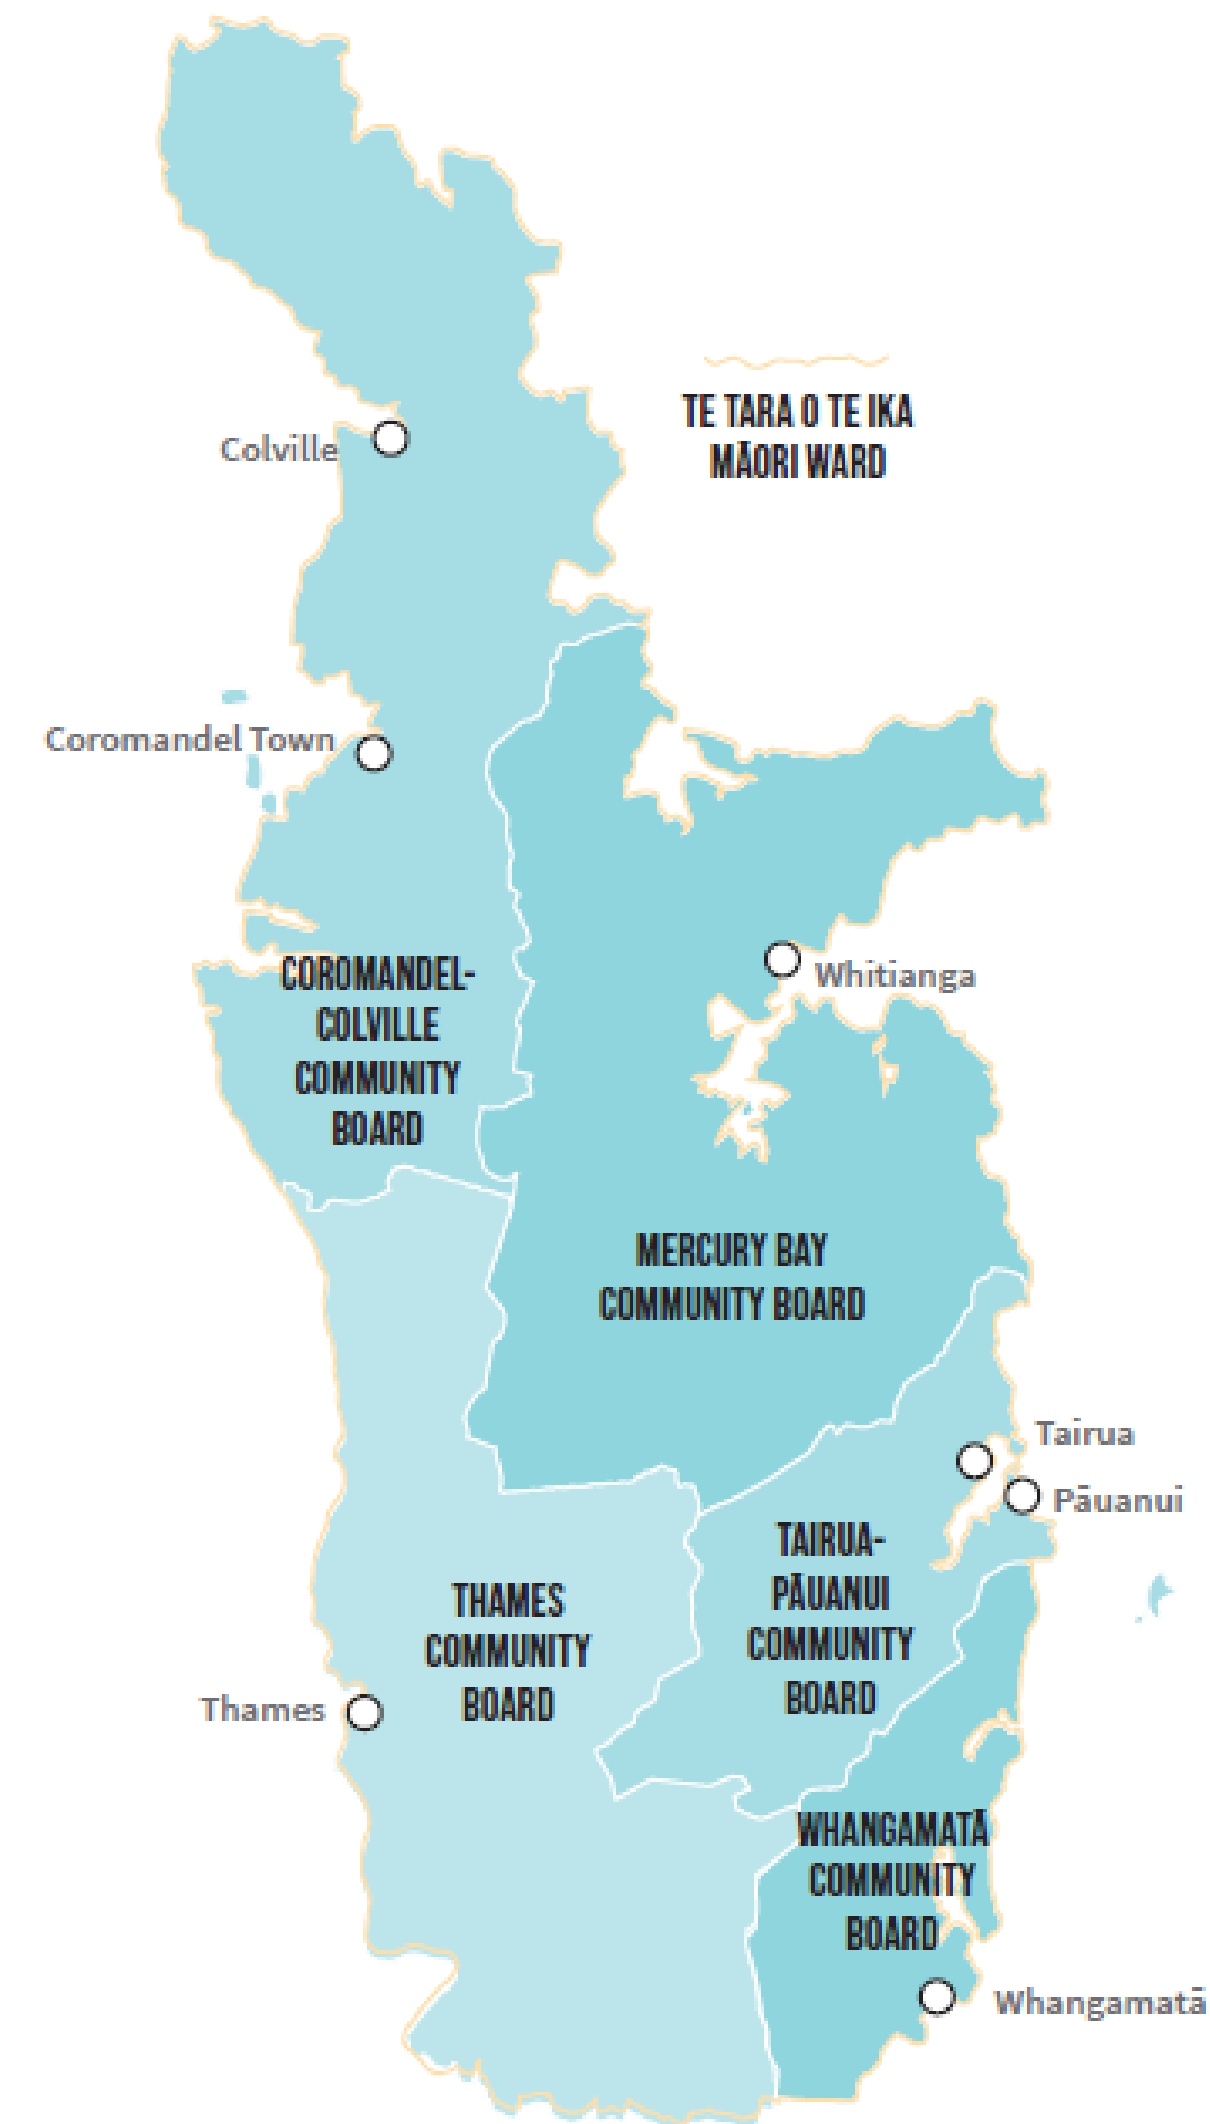 TE TARA O TE IKA
MĀORI WARD
Colville
Coromandel Town
Whitianga
COROMANDEL-
COLVILLE
COMMUNITY
BOARD
MERCURY BAY
COMMUNITY BOARD
Tairua
Pāuanui
TAIRUA-
PĀUANUI
COMMUNITY
BOARD
THAMES
COMMUNITY
BOARD
Thames
WHANGAMATĀ
COMMUNITY
BOARD
Whangamatā